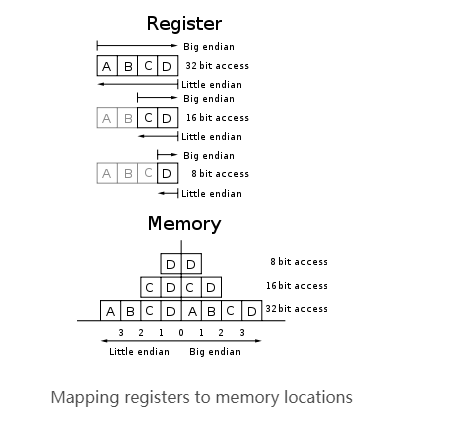 Register
Big endian
A B C D 32 bit access
Little endian
Big endian
A B C D 16 bit access
Little endian
Big endian
A B C D 8 bit access
Little endian
Memory
D D 8 bit access
C D C D 16 bit access
A B C D A B C D 32 bit access
3 2 1 0 1 2 3
Little endian Big endian
Mapping registers to memory locations